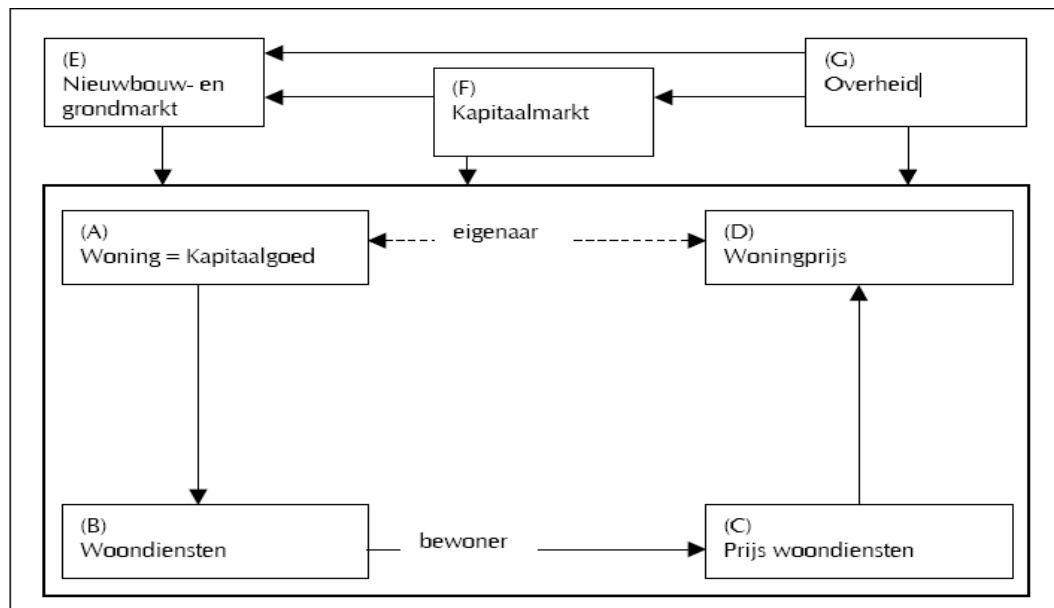 (E)
Nieuwbouw- en
grondmarkt
(F)
Kapitaalmarkt
(G)
Overheid
(A)
Woning = Kapitaalgoed
eigenaar
(D)
Woningprijs
(B)
Woondiensten
bewoner
(C)
Prijs woondiensten